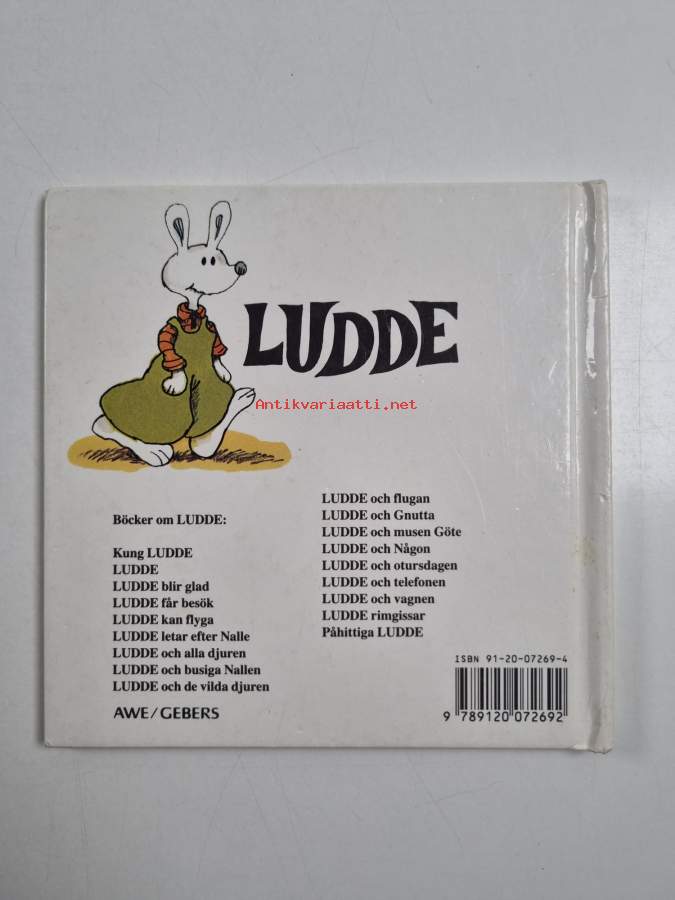 LUDDE
Antikvariaatti.net
Böcker om LUDDE:
Kung LUDDE
LUDDE
LUDDE blir glad
LUDDE får besök
LUDDE kan flyga
LUDDE letar efter Nalle
LUDDE och alla djuren
LUDDE och busiga Nallen
LUDDE och de vilda djuren
LUDDE och flugan
LUDDE och Gnutta
LUDDE och musen Göte
LUDDE och Någon
LUDDE och otursdagen
LUDDE och telefonen
LUDDE och vagnen
LUDDE rimgissar
Påhittiga LUDDE
AWE/GEBERS
ISBN 91-20-07269-4
9 789120 072692